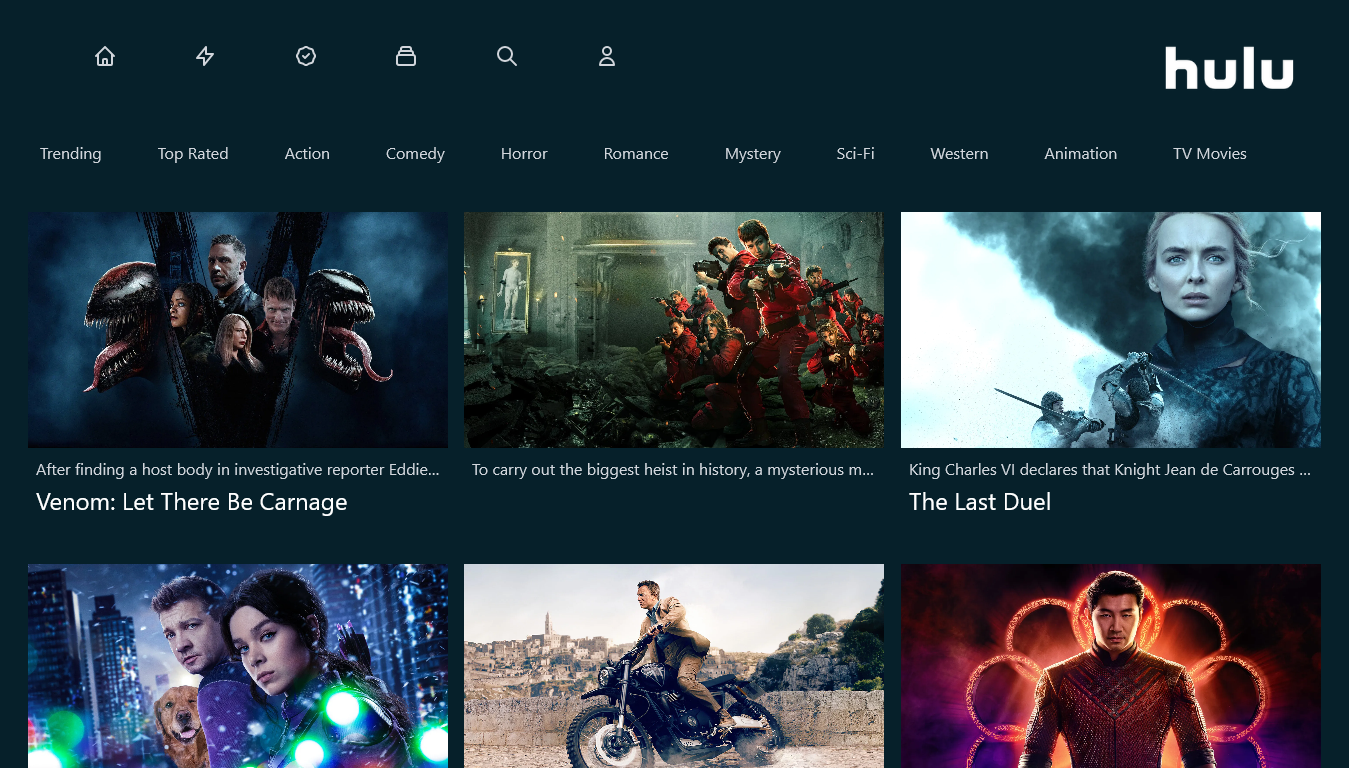 hulu
Trending
Top Rated
Action
Comedy
Horror
Romance
Mystery
Sci-Fi
Western
Animation
TV Movies
After finding a host body in investigative reporter Eddie...
Venom: Let There Be Carnage
To carry out the biggest heist in history, a mysterious m...
King Charles VI declares that Knight Jean de Carrouges ...
The Last Duel